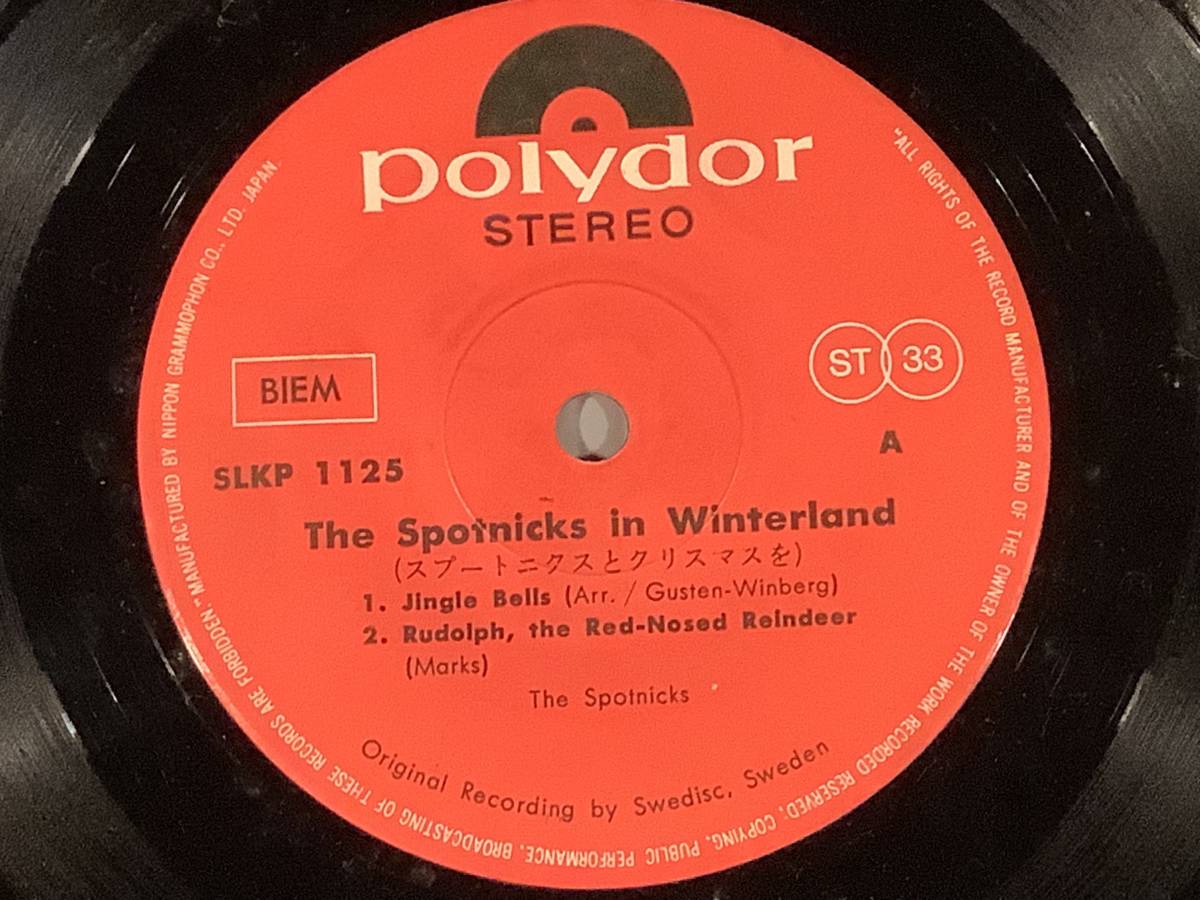 polydor
STEREO
BIEM
ST 33
A
SLKP 1125
The Spotnicks in Winterland
(スプートニクスとクリスマスを)
1. Jingle Bells (Arr. / Gusten-Winberg)
2. Rudolph, the Red-Nosed Reindeer
(Marks)
The Spotnicks
Original Recording by Swedisc, Sweden
"ALL RIGHTS OF THE RECORD MANUFACTURER AND OF THE OWNER OF THE WORK RECORDED RESERVED. COPYING, PUBLIC PERFORMANCE, BROADCASTING OF THESE RECORDS ARE FORBIDDEN" MANUFACTURED BY NIPPON GRAMMOPHON CO., LTD. JAPAN.